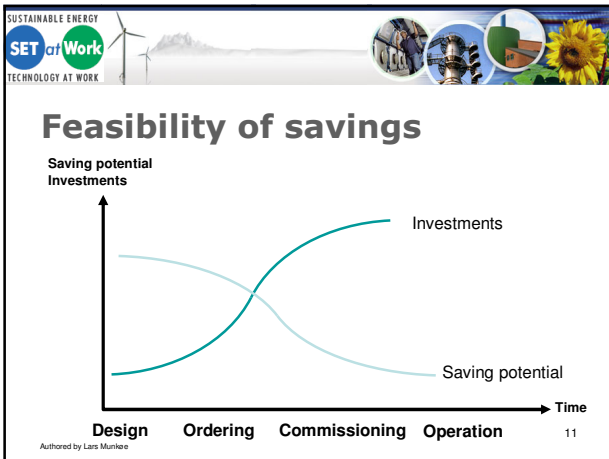 SUSTAINABLE ENERGY
SET at Work
TECHNOLOGY AT WORK
Feasibility of savings
Saving potential
Investments
Investments
Saving potential
Time
Design Ordering Commissioning Operation
Authored by Lars Munkøe
11